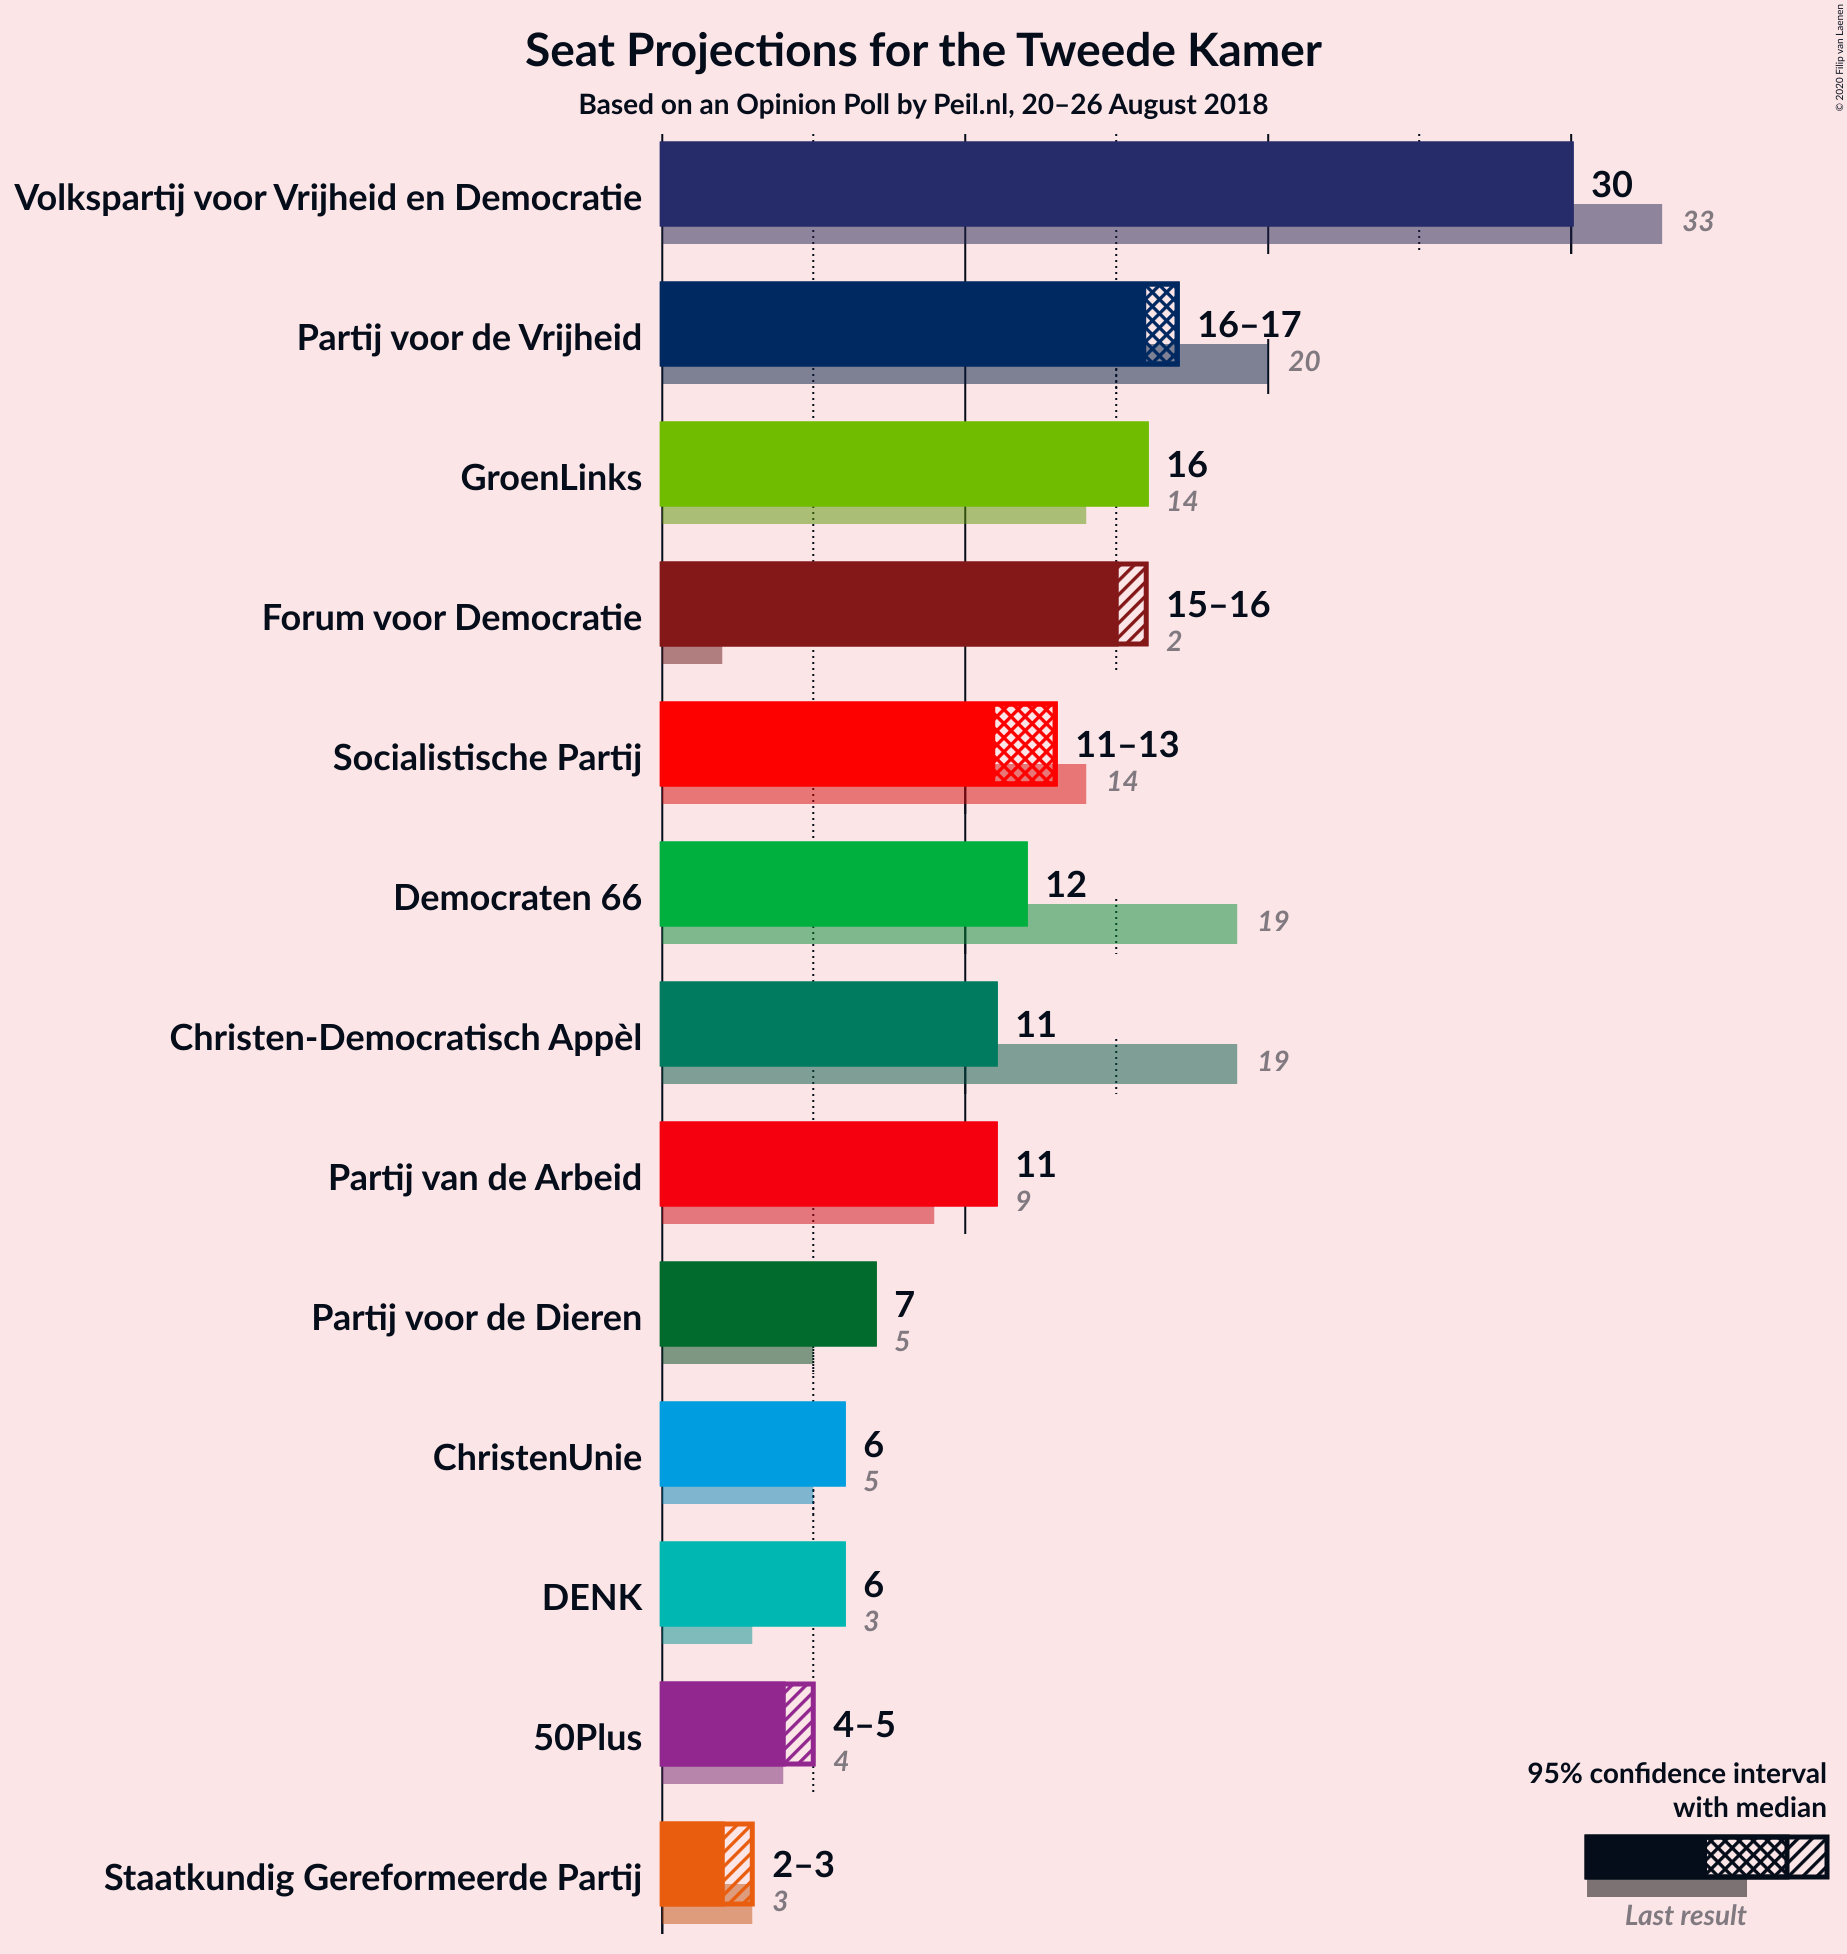 Seat Projections for the Tweede Kamer
Based on an Opinion Poll by Peil.nl, 20–26 August 2018
© 2020 Filip van Laenen
Volkspartij voor Vrijheid en Democratie
30
33
Partij voor de Vrijheid
16–17
20
GroenLinks
16
14
Forum voor Democratie
15–16
2
Socialistische Partij
11–13
14
Democraten 66
12
19
Christen-Democratisch Appèl
11
19
Partij van de Arbeid
11
9
Partij voor de Dieren
7
5
ChristenUnie
6
5
DENK
6
3
50Plus
4–5
4
Staatkundig Gereformeerde Partij
2–3
3
95% confidence interval
with median
Last result